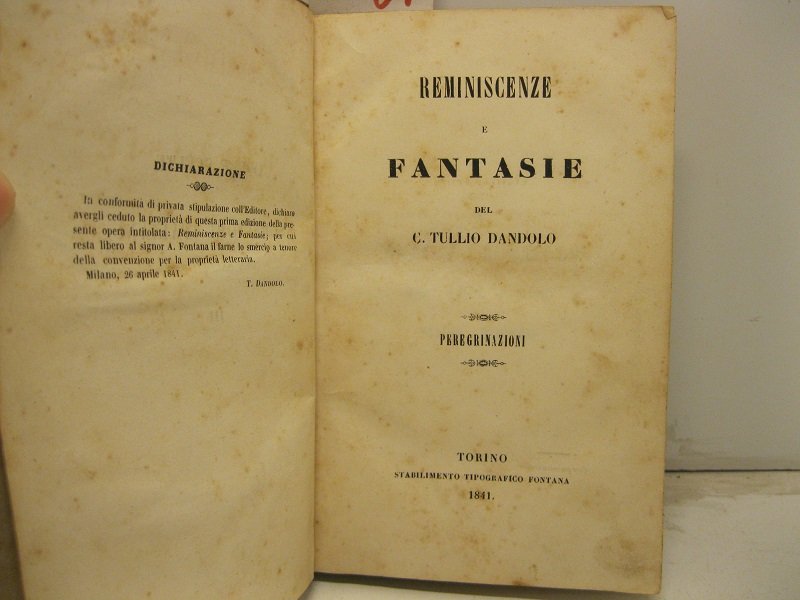 DICHIARAZIONE
In conformità di privata stipulazione coll'Editore, dichiaro
avergli ceduto la proprietà di questa prima edizione della pre-
sente opera intitolata: Reminiscenze e Fantasie; per cui
resta libero al signor A. Fontana il farne lo smercio a tenore
della convenzione per la proprietà letteraria.
Milano, 26 aprile 1841.
T. DANDOLO.
REMINISCENZE
E
FANTASIE
DEL
C. TULLIO DANDOLO
PEREGRINAZIONI
TORINO
STABILIMENTO TIPOGRAFICO FONTANA
1841.